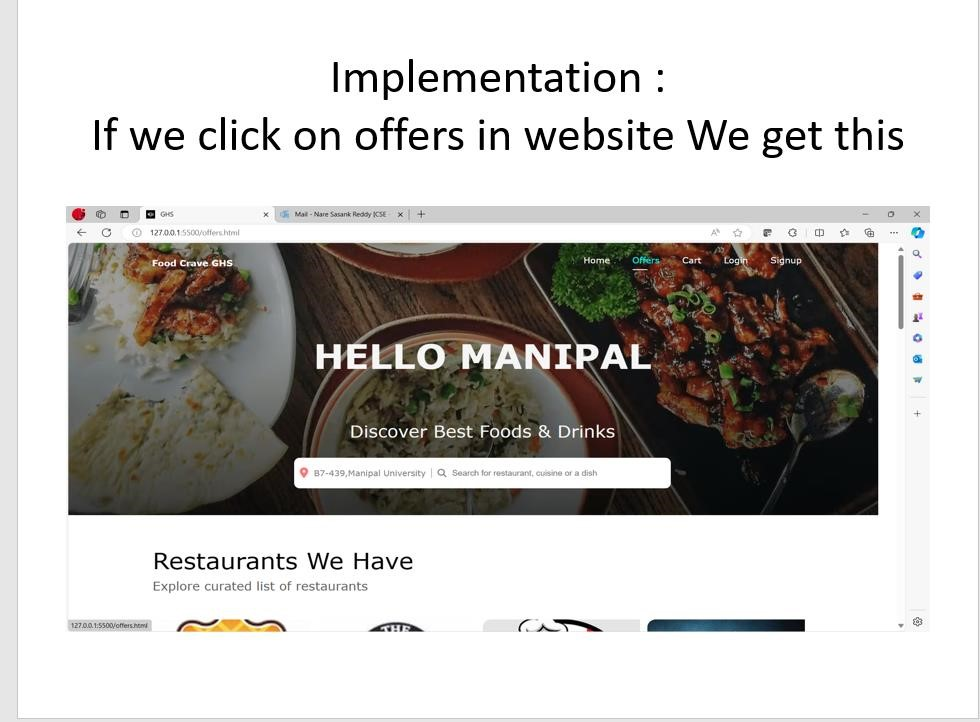 Implementation :
If we click on offers in website We get this
GHS
Mail - Nare Sasank Reddy [CSE
127.0.0.1:5500/offers.html
Food Crave GHS
Home Offers Cart Login Signup
HELLO MANIPAL
Discover Best Foods & Drinks
B7-439,Manipal University | Search for restaurant, cuisine or a dish
Restaurants We Have
Explore curated list of restaurants
127.0.0.1:5500/offers.html
THE